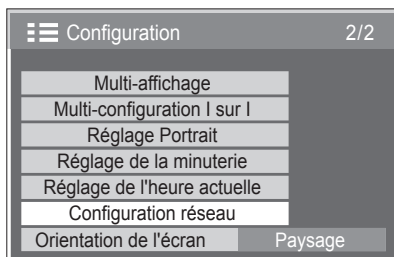 Configuration 2/2
Multi-affichage
Multi-configuration I sur I
Réglage Portrait
Réglage de la minuterie
Réglage de l'heure actuelle
Configuration réseau
Orientation de l'écran Paysage